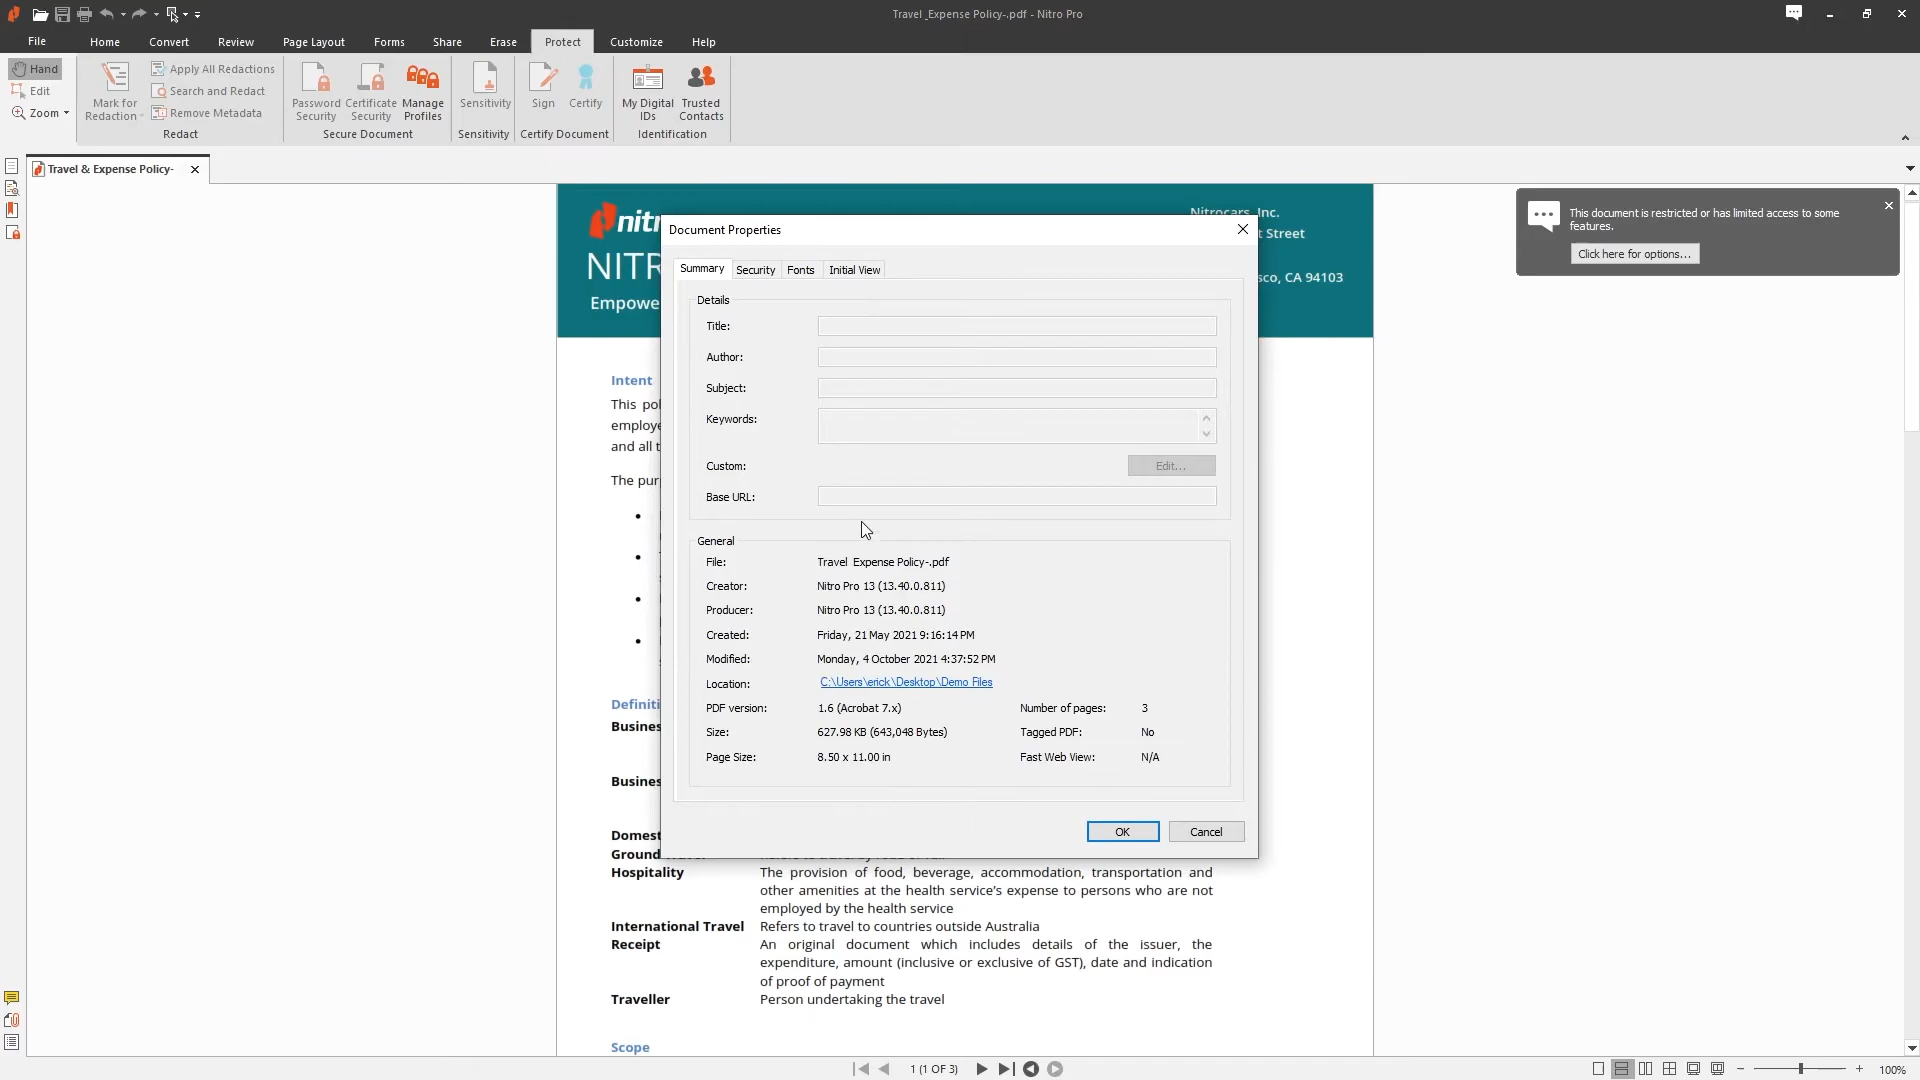 Travel _Expense Policy-.pdf - Nitro Pro
File Home Convert Review Page Layout Forms Share Erase Protect Customize Help
Hand
Edit
Zoom
Mark for
Redaction
Apply All Redactions
Search and Redact
Remove Metadata
Redact
Password
Security
Certificate
Security
Manage
Profiles
Secure Document
Sensitivity
Sensitivity
Sign
Certify
Certify Document
My Digital
IDs
Trusted
Contacts
Identification
Travel & Expense Policy-
nitr
NITR
Empowe
Nitrocars, Inc.
t Street
sco, CA 94103
This document is restricted or has limited access to some
features.
Click here for options...
Document Properties
Summary Security Fonts Initial View
Details
Title:
Author:
Subject:
Keywords:
Custom: Edit...
Base URL:
General
File: Travel Expense Policy-.pdf
Creator: Nitro Pro 13 (13.40.0.811)
Producer: Nitro Pro 13 (13.40.0.811)
Created: Friday, 21 May 2021 9:16:14 PM
Modified: Monday, 4 October 2021 4:37:52 PM
Location: C:\Users\erick\Desktop\Demo Files
PDF version: 1.6 (Acrobat 7.x) Number of pages: 3
Size: 627.98 KB (643,048 Bytes) Tagged PDF: No
Page Size: 8.50 x 11.00 in Fast Web View: N/A
OK Cancel
Intent
This pol
employe
and all t
The pur
Definiti
Busines
Busines
Domest
Ground
Hospitality The provision of food, beverage, accommodation, transportation and
other amenities at the health service's expense to persons who are not
employed by the health service
International Travel Refers to travel to countries outside Australia
Receipt An original document which includes details of the issuer, the
expenditure, amount (inclusive or exclusive of GST), date and indication
of proof of payment
Traveller Person undertaking the travel
Scope
1 (1 OF 3)
100%